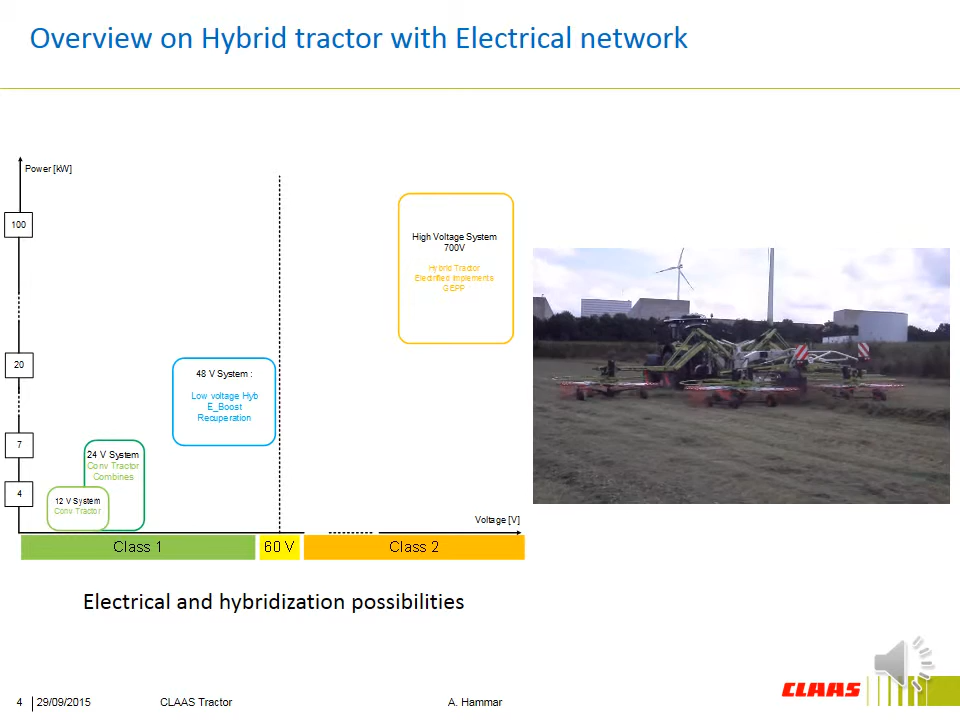 Overview on Hybrid tractor with Electrical network
Power [kW]
100
High Voltage System
700V
Hybrid Tractor
Electrified Implements
GEPP
20
48 V System :
Low voltage Hyb
E_Boost
Recuperation
7
24 V System
Conv Tractor
Combines
4
12 V System
Conv.Tractor
Voltage [V]
Class 1
60 V
Class 2
Electrical and hybridization possibilities
4
29/09/2015
CLAAS Tractor
A. Hammar
CLAAS